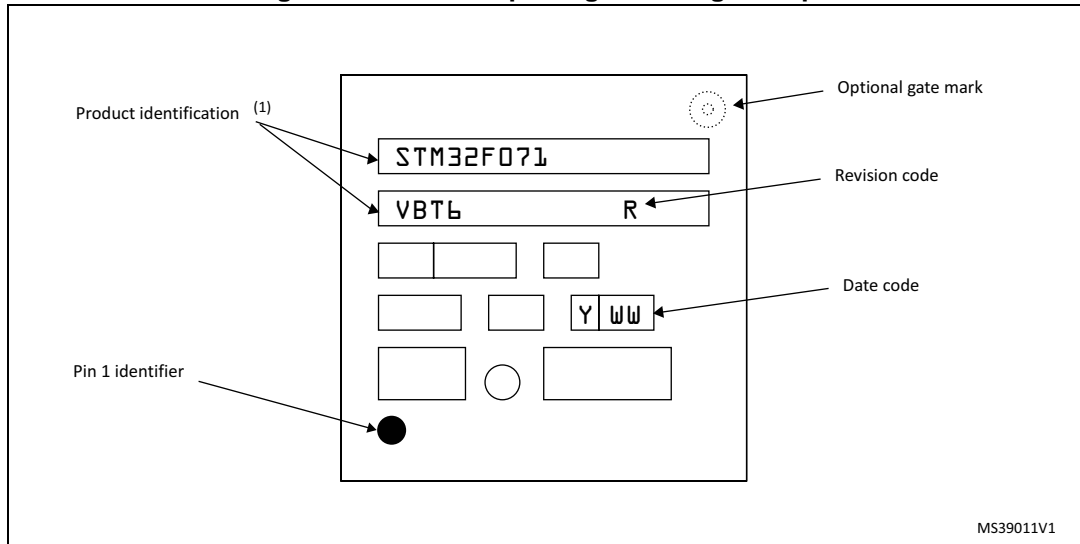 Optional gate mark
Product identification (1)
STM32F071
Revision code
VBT6 R
Date code
Y WW
Pin 1 identifier
MS39011V1